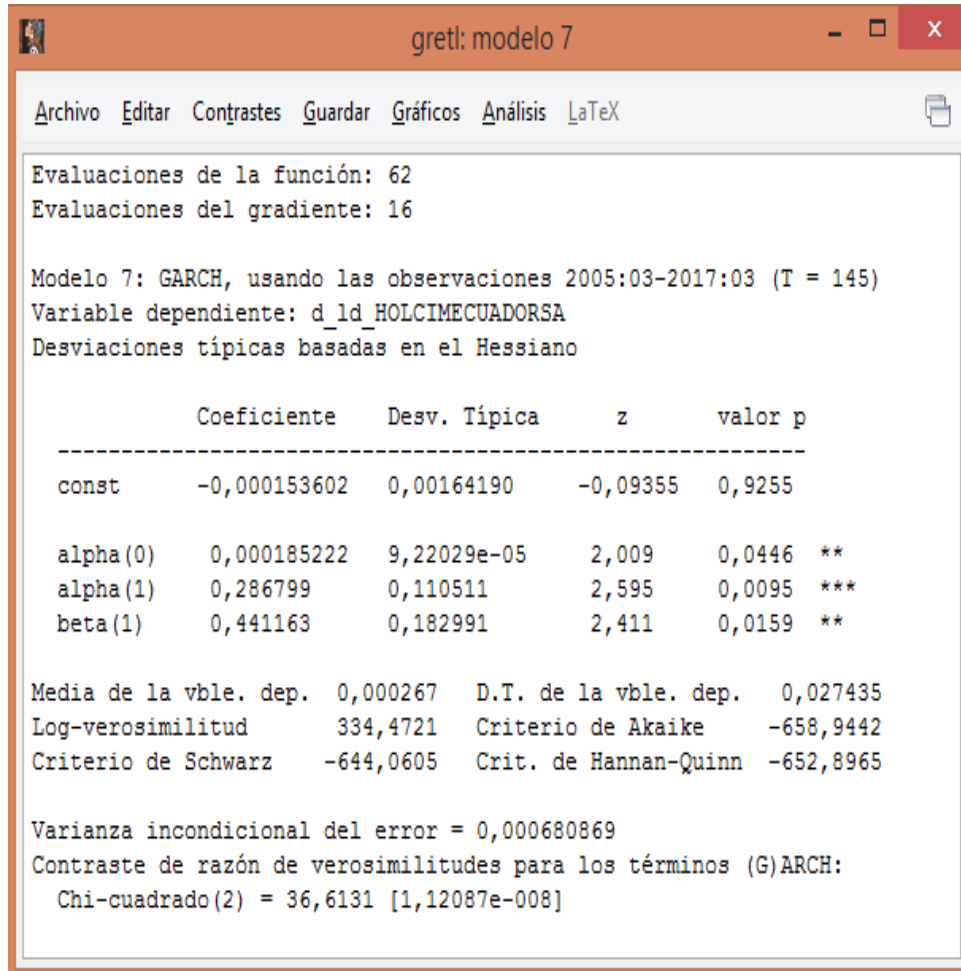 gretl: modelo 7
Archivo Editar Contrastes Guardar Gráficos Análisis LaTeX
Evaluaciones de la función: 62
Evaluaciones del gradiente: 16
Modelo 7: GARCH, usando las observaciones 2005:03-2017:03 (T = 145)
Variable dependiente: d_ld_HOLCIMECUADORSA
Desviaciones típicas basadas en el Hessiano
Coeficiente Desv. Típica z valor p
-----------------------------------------------------------
const -0,000153602 0,00164190 -0,09355 0,9255
alpha(0) 0,000185222 9,22029e-05 2,009 0,0446 **
alpha(1) 0,286799 0,110511 2,595 0,0095 ***
beta(1) 0,441163 0,182991 2,411 0,0159 **
Media de la vble. dep. 0,000267 D.T. de la vble. dep. 0,027435
Log-verosimilitud 334,4721 Criterio de Akaike -658,9442
Criterio de Schwarz -644,0605 Crit. de Hannan-Quinn -652,8965
Varianza incondicional del error = 0,000680869
Contraste de razón de verosimilitudes para los términos (G)ARCH:
Chi-cuadrado(2) = 36,6131 [1,12087e-008]